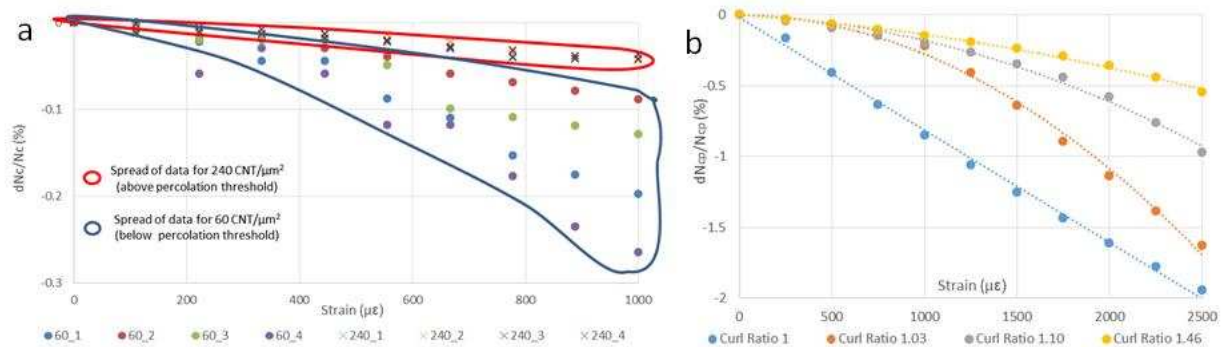 a
dNc/Nc (%)
0
-0.1
-0.2
-0.3
Spread of data for 240 CNT/µm²
(above percolation threshold)
Spread of data for 60 CNT/µm²
(below percolation threshold)
0 200 400 600 800 1000
Strain (µε)
60_1 60_2 60_3 60_4 240_1 240_2 240_3 240_4
b
dNcp/Ncp (%)
0
-0.5
-1
-1.5
-2
Strain (µε)
0 500 1000 1500 2000 2500
Curl Ratio 1 Curl Ratio 1.03 Curl Ratio 1.10 Curl Ratio 1.46